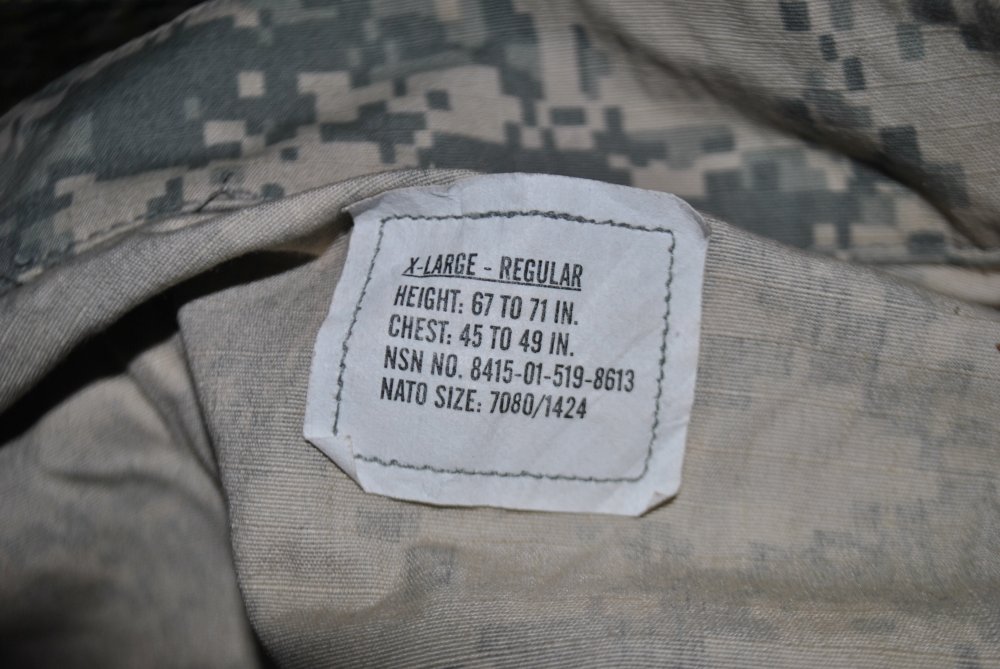 X-LARGE - REGULAR
HEIGHT: 67 TO 71 IN.
CHEST: 45 TO 49 IN.
NSN NO. 8415-01-519-8613
NATO SIZE: 7080/1424